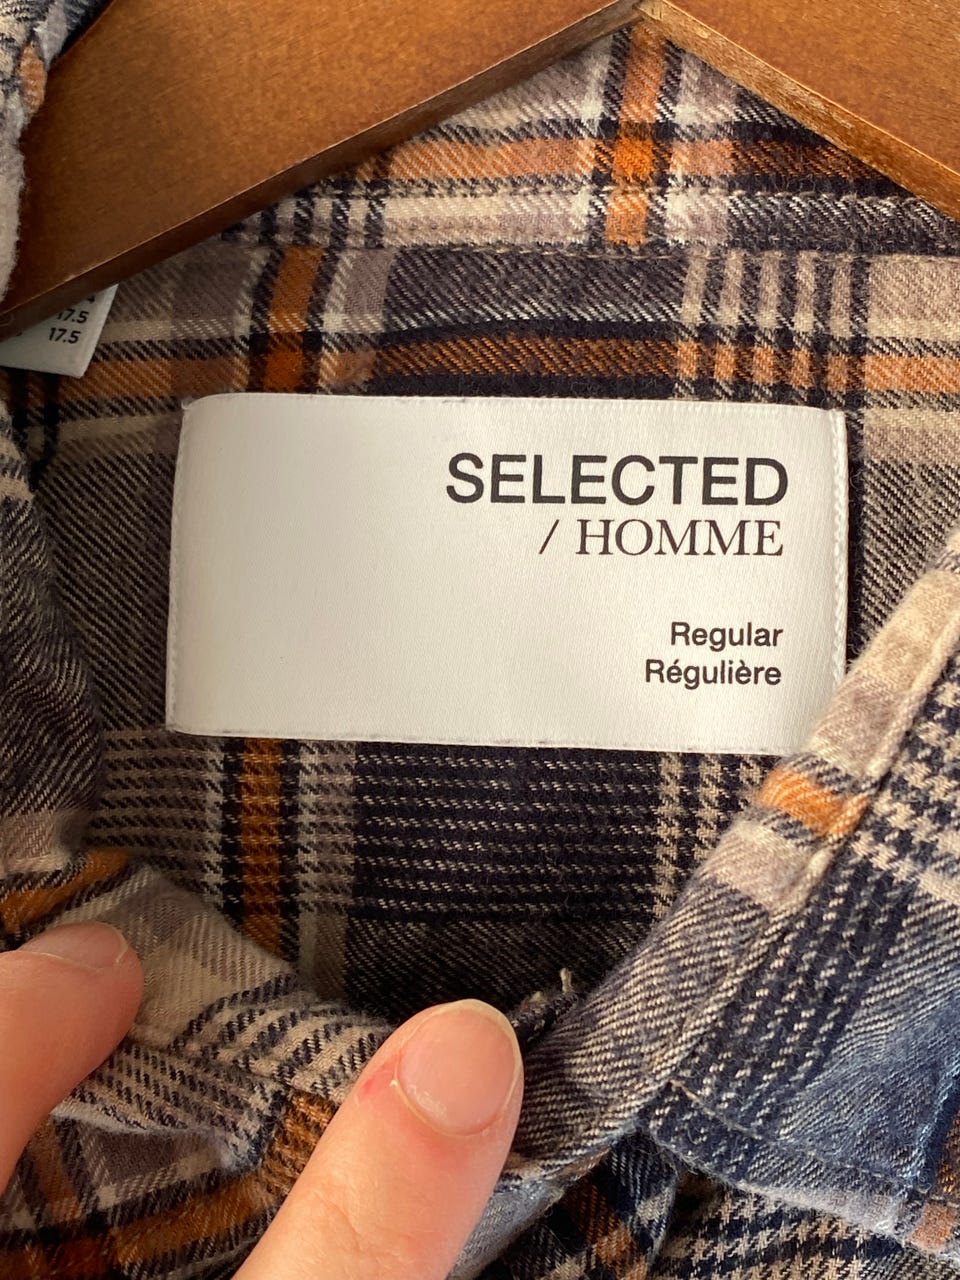 17.5
17.5
SELECTED
/ HOMME
Regular
Régulière